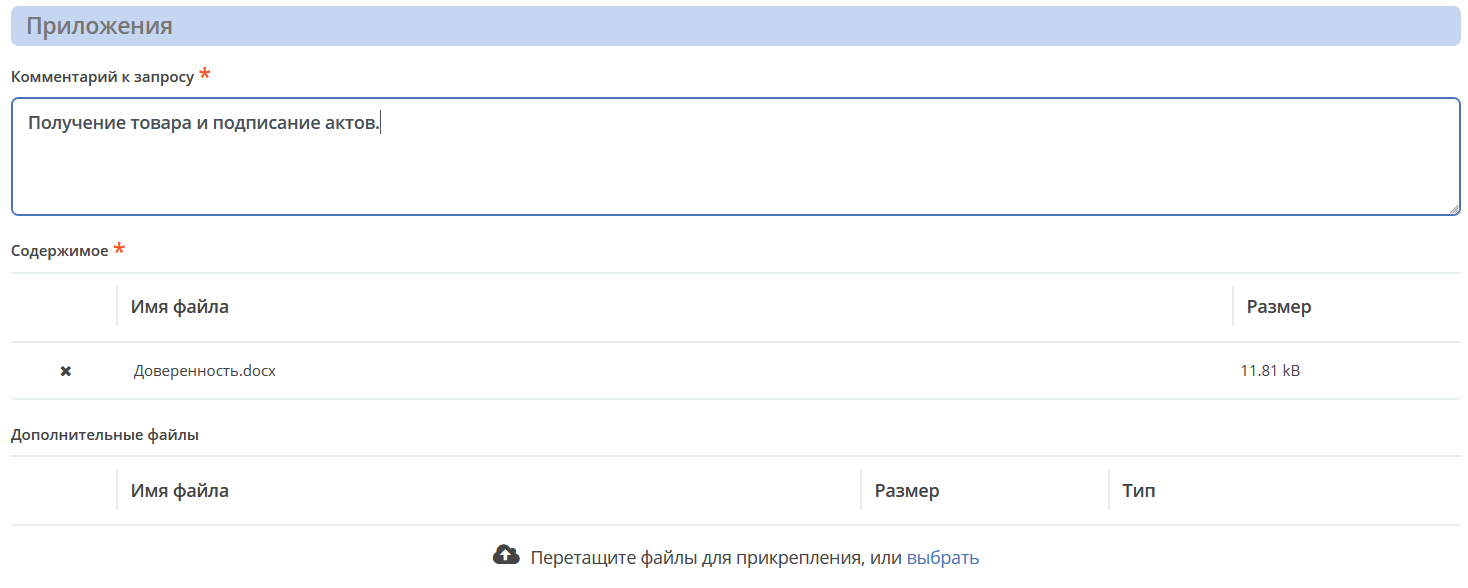 Приложения
Комментарий к запросу *
Получение товара и подписание актов.
Содержимое *
Имя файла Размер
Доверенность.docx 11.81 kB
Дополнительные файлы
Имя файла Размер Тип
Перетащите файлы для прикрепления, или выбрать